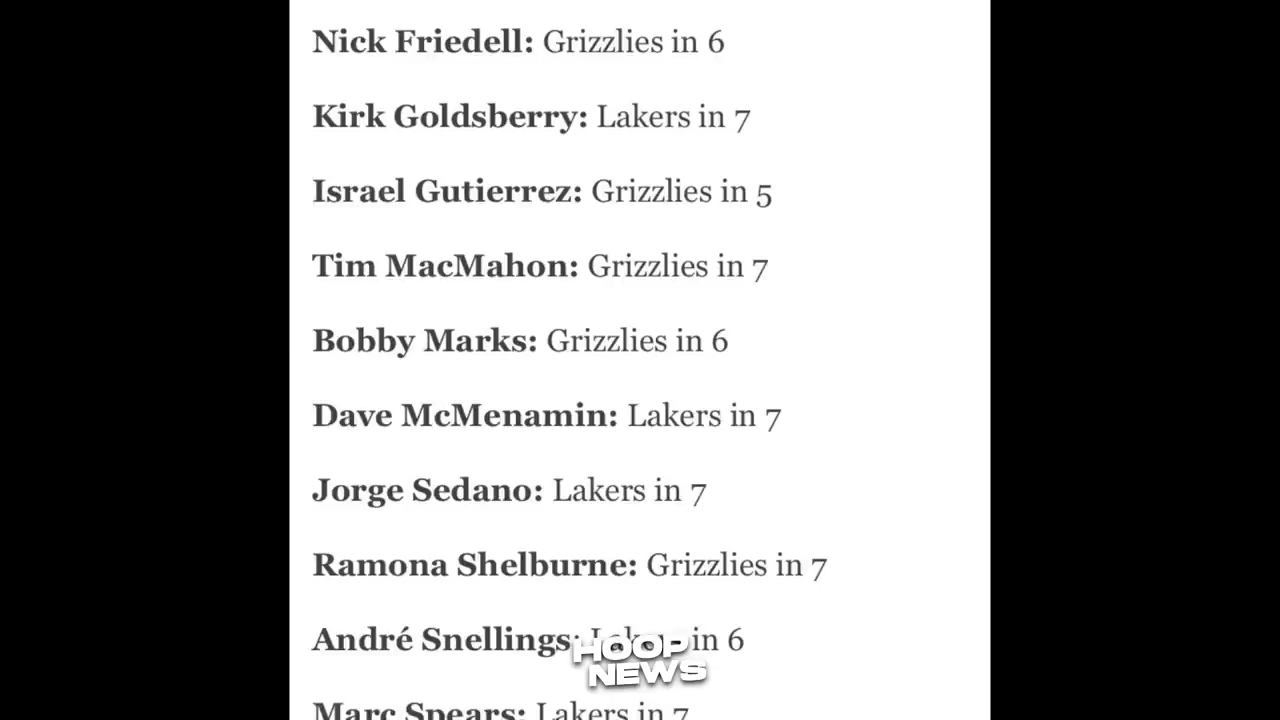 Nick Friedell: Grizzlies in 6
Kirk Goldsberry: Lakers in 7
Israel Gutierrez: Grizzlies in 5
Tim MacMahon: Grizzlies in 7
Bobby Marks: Grizzlies in 6
Dave McMenamin: Lakers in 7
Jorge Sedano: Lakers in 7
Ramona Shelburne: Grizzlies in 7
André Snellings: Lakers in 6
HOOP
NEWS
Marc Spears: Lakers in 7